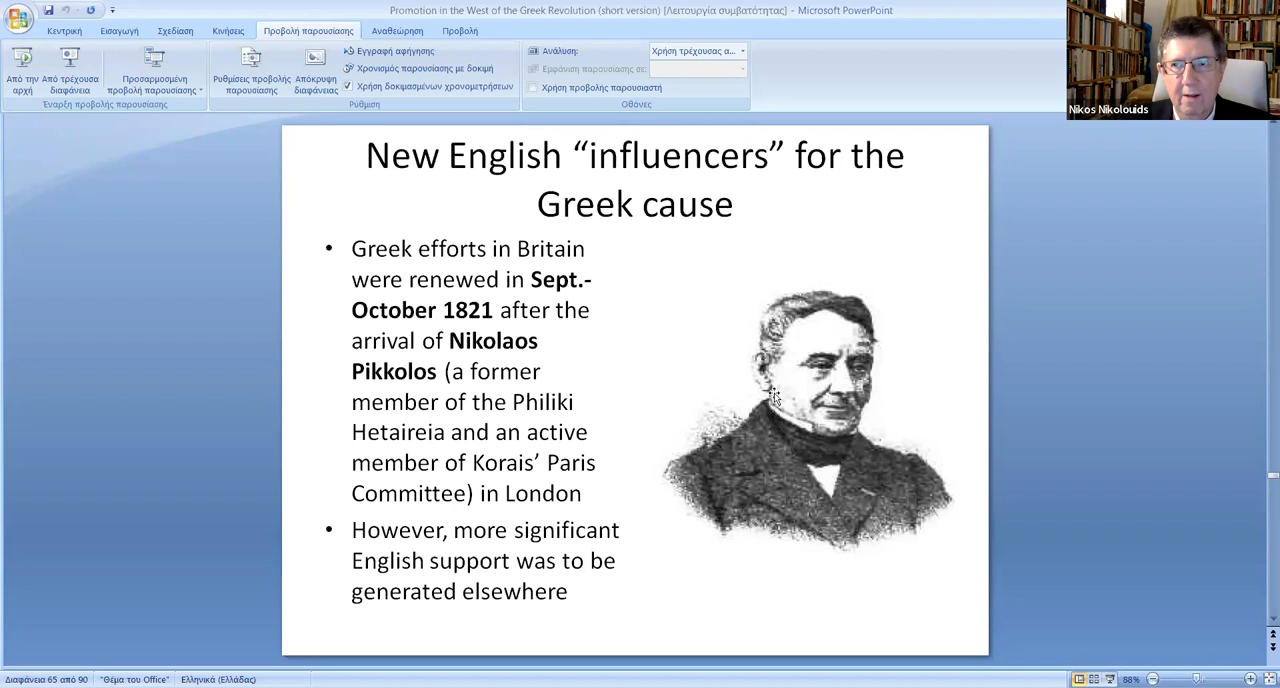 Promotion in the West of the Greek Revolution (short version) [Λειτουργία συμβατότητας] - Microsoft PowerPoint
Κεντρική Εισαγωγή Σχεδίαση Κινήσεις Προβολή παρουσίασης Αναθεώρηση Προβολή
Από την αρχή
Από τρέχουσα διαφάνεια
Προσαρμοσμένη προβολή παρουσίασης
Έναρξη προβολής παρουσίασης
Ρυθμίσεις προβολής παρουσίασης
Απόκρυψη διαφάνειας
Εγγραφή αφήγησης
Χρονισμός παρουσίασης με δοκιμή
Χρήση δοκιμασμένων χρονομετρήσεων
Ρύθμιση
Ανάλυση: Χρήση τρέχουσας α...
Εμφάνιση παρουσίασης σε:
Χρήση προβολής παρουσιαστή
Οθόνες
Nikos Nikolouids
New English “influencers” for the
Greek cause
• Greek efforts in Britain
were renewed in Sept.-
October 1821 after the
arrival of Nikolaos
Pikkolos (a former
member of the Philiki
Hetaireia and an active
member of Korais’ Paris
Committee) in London
• However, more significant
English support was to be
generated elsewhere
Διαφάνεια 65 από 90 "Θέμα του Office" Ελληνικά (Ελλάδας) 88%